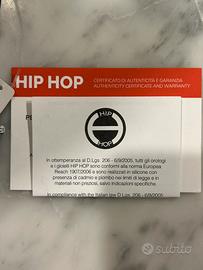 HIP HOP
CERTIFICATO DI AUTENTICITÀ E GARANZIA
AUTHENTICITY CERTIFICATE AND WARRANTY
PE
HIP
HOP
In ottemperanza al D.Lgs. 206 - 6/9/2005, tutti gli orologi
e i gioielli HIP HOP sono conformi alla norma Europea
Reach 1907/2006 e sono realizzati in silicone con
presenza di cadmio e piombo nei limiti di legge e in
materiali non preziosi, salvo indicazioni specifiche.
In compliance with the Italian law D.Lgs. 206 - 6/9/2005,
subito